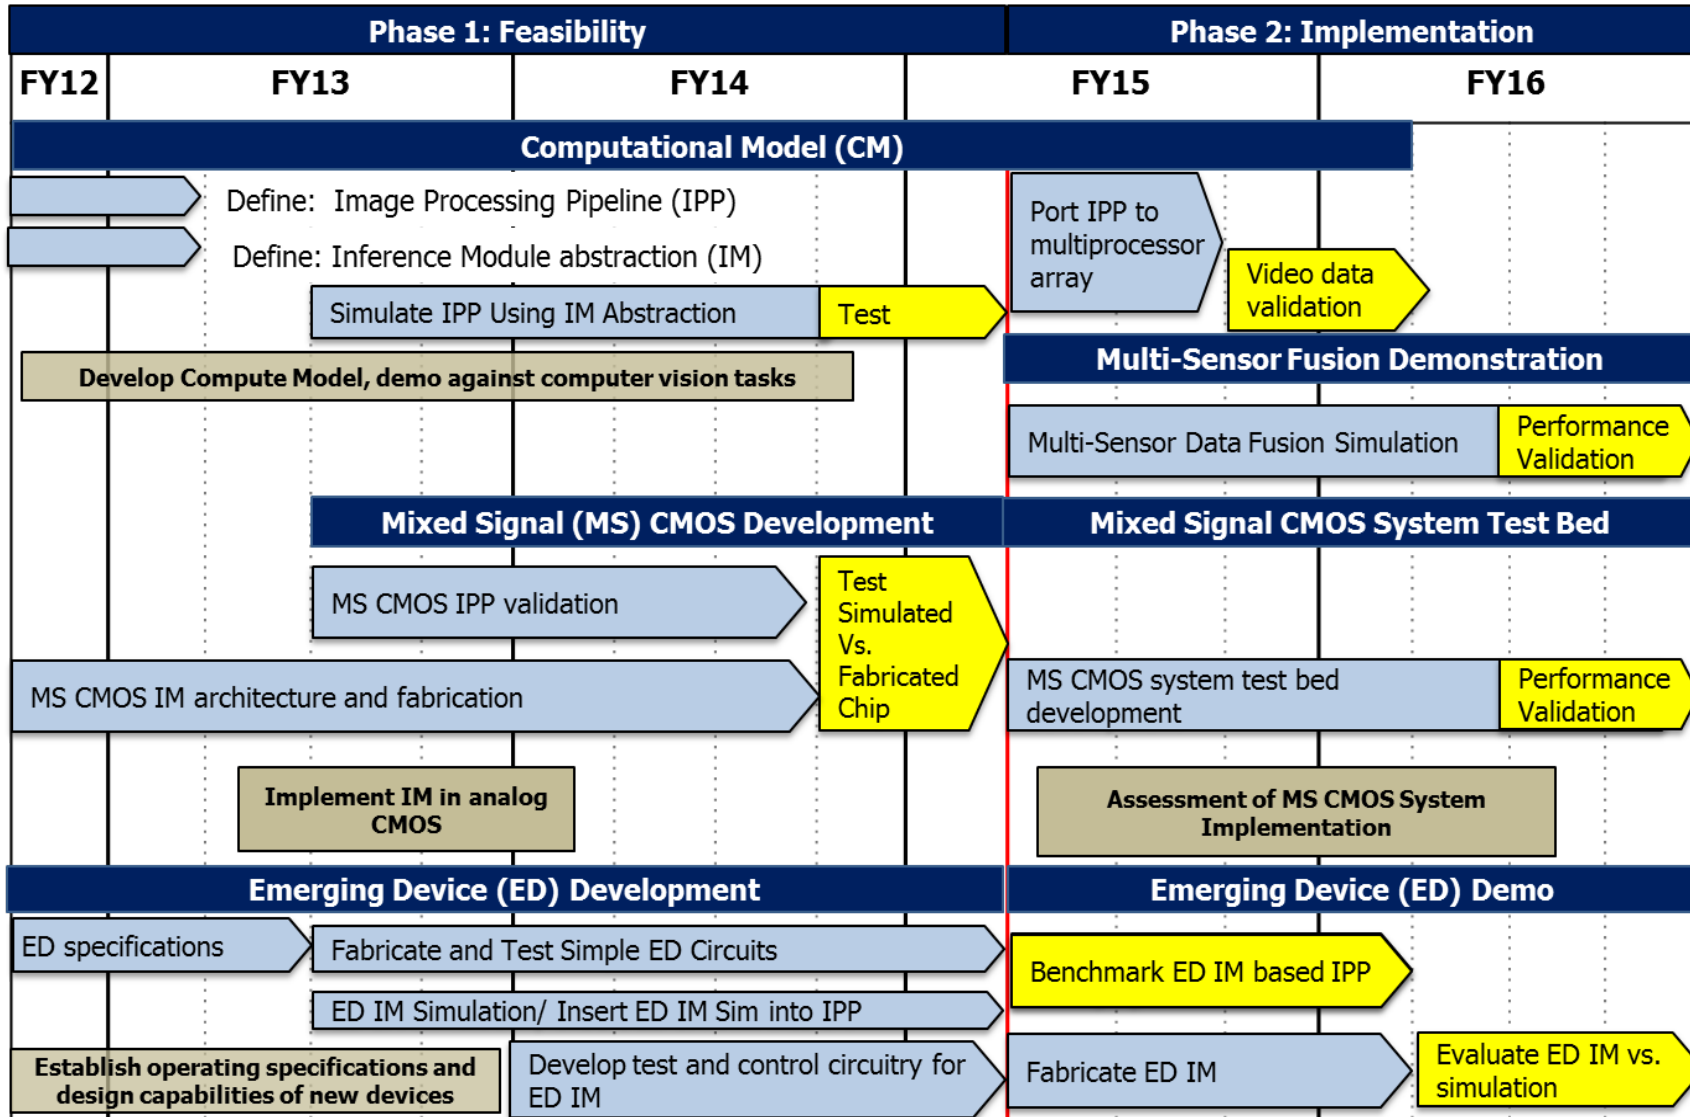 Phase 1: Feasibility
Phase 2: Implementation
FY12
FY13
FY14
FY15
FY16
Computational Model (CM)
Define: Image Processing Pipeline (IPP)
Define: Inference Module abstraction (IM)
Simulate IPP Using IM Abstraction
Test
Port IPP to
multiprocessor
array
Video data
validation
Develop Compute Model, demo against computer vision tasks
Multi-Sensor Fusion Demonstration
Multi-Sensor Data Fusion Simulation
Performance
Validation
Mixed Signal (MS) CMOS Development
Mixed Signal CMOS System Test Bed
MS CMOS IPP validation
MS CMOS IM architecture and fabrication
Test
Simulated
Vs.
Fabricated
Chip
MS CMOS system test bed
development
Performance
Validation
Implement IM in analog
CMOS
Assessment of MS CMOS System
Implementation
Emerging Device (ED) Development
Emerging Device (ED) Demo
ED specifications
Fabricate and Test Simple ED Circuits
ED IM Simulation/ Insert ED IM Sim into IPP
Benchmark ED IM based IPP
Establish operating specifications and
design capabilities of new devices
Develop test and control circuitry for
ED IM
Fabricate ED IM
Evaluate ED IM vs.
simulation